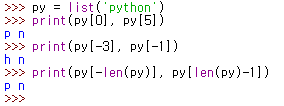 >>> py = list('python')
>>> print(py[0], py[5])
p n
>>> print(py[-3], py[-1])
h n
>>> print(py[-len(py)], py[len(py)-1])
p n
>>>